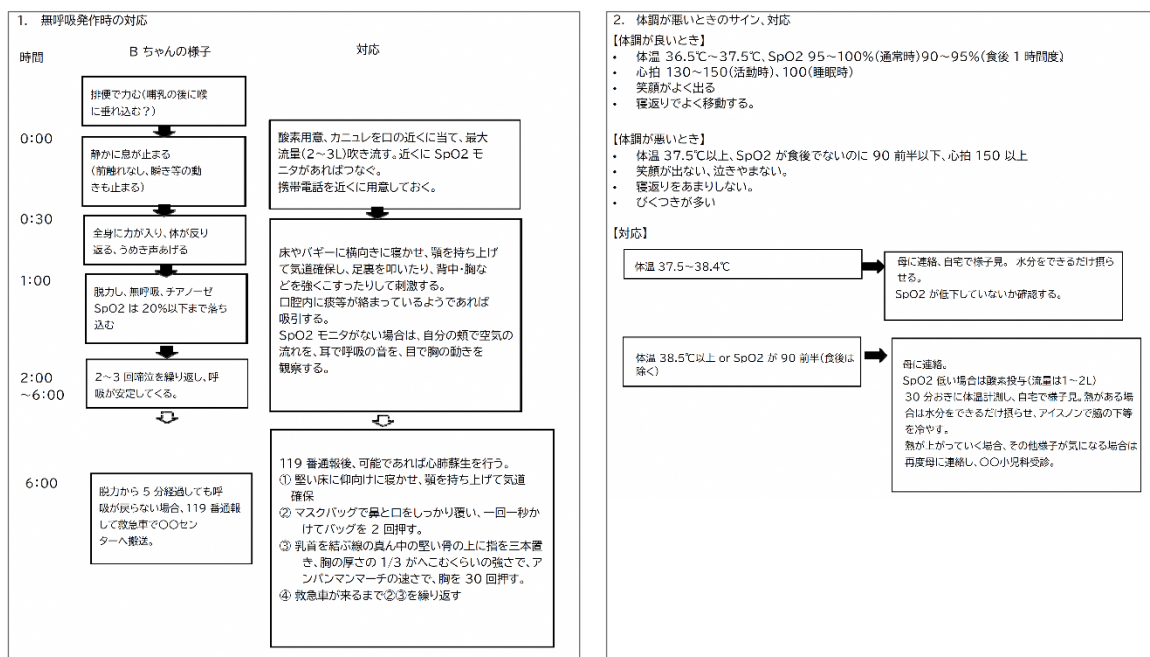 1. 無呼吸発作時の対応
時間
B ちゃんの様子
対応
排便で力む(哺乳の後に喉
に垂れ込む?)
0:00
静かに息が止まる
(前触れなし、瞬き等の動
きも止まる)
酸素用意、カニュレを口の近くに当て、最大
流量(2~3L)吹き流す。近くに SpO2 モ
ニタがあればつなぐ。
携帯電話を近くに用意しておく。
0:30
全身に力が入り、体が反り
返る、うめき声あげる
1:00
脱力し、無呼吸、チアノーゼ
SpO2 は 20%以下まで落ち
込む
床やバギーに横向きに寝かせ、顎を持ち上げ
て気道確保し、足裏を叩いたり、背中・胸な
どを強くこすったりして刺激する。
口腔内に痰等が絡まっているようであれば
吸引する。
SpO2 モニタがない場合は、自分の頬で空気の
流れを、耳で呼吸の音を、目で胸の動きを
観察する。
2:00
~6:00
2~3 回啼泣を繰り返し、呼
吸が安定してくる。
6:00
脱力から 5 分経過しても呼
吸が戻らない場合、119 番通報
して救急車で〇〇セン
ターへ搬送。
119 番通報後、可能であれば心肺蘇生を行う。
① 堅い床に仰向けに寝かせ、顎を持ち上げて気道
確保
② マスクバッグで鼻と口をしっかり覆い、一回一秒か
けてバッグを 2 回押す。
③ 乳首を結ぶ線の真ん中の堅い骨の上に指を三本置
き、胸の厚さの 1/3 がへこむくらいの強さで、ア
ンパンマンマーチの速さで、胸を 30 回押す。
④ 救急車が来るまで②③を繰り返す
2. 体調が悪いときのサイン、対応
【体調が良いとき】
• 体温 36.5℃~37.5℃、SpO2 95~100%(通常時)90~95%(食後 1 時間度)
• 心拍 130~150(活動時)、100(睡眠時)
• 笑顔がよく出る
• 寝返りでよく移動する。
【体調が悪いとき】
• 体温 37.5℃以上、SpO2 が食後でないのに 90 前半以下、心拍 150 以上
• 笑顔が出ない、泣きやまない。
• 寝返りをあまりしない。
• びくつきが多い
【対応】
体温 37.5~38.4℃
母に連絡、自宅で様子見。 水分をできるだけ摂ら
せる。
SpO2 が低下していないか確認する。
体温 38.5℃以上 or SpO2 が 90 前半(食後は
除く)
母に連絡。
SpO2 低い場合は酸素投与(流量は1~2L)
30 分おきに体温計測し、自宅で様子見。熱がある場
合は水分をできるだけ摂らせ、アイスノンで脇の下等
を冷やす。
熱が上がっていく場合、その他様子が気になる場合は
再度母に連絡し、〇〇小児科受診。